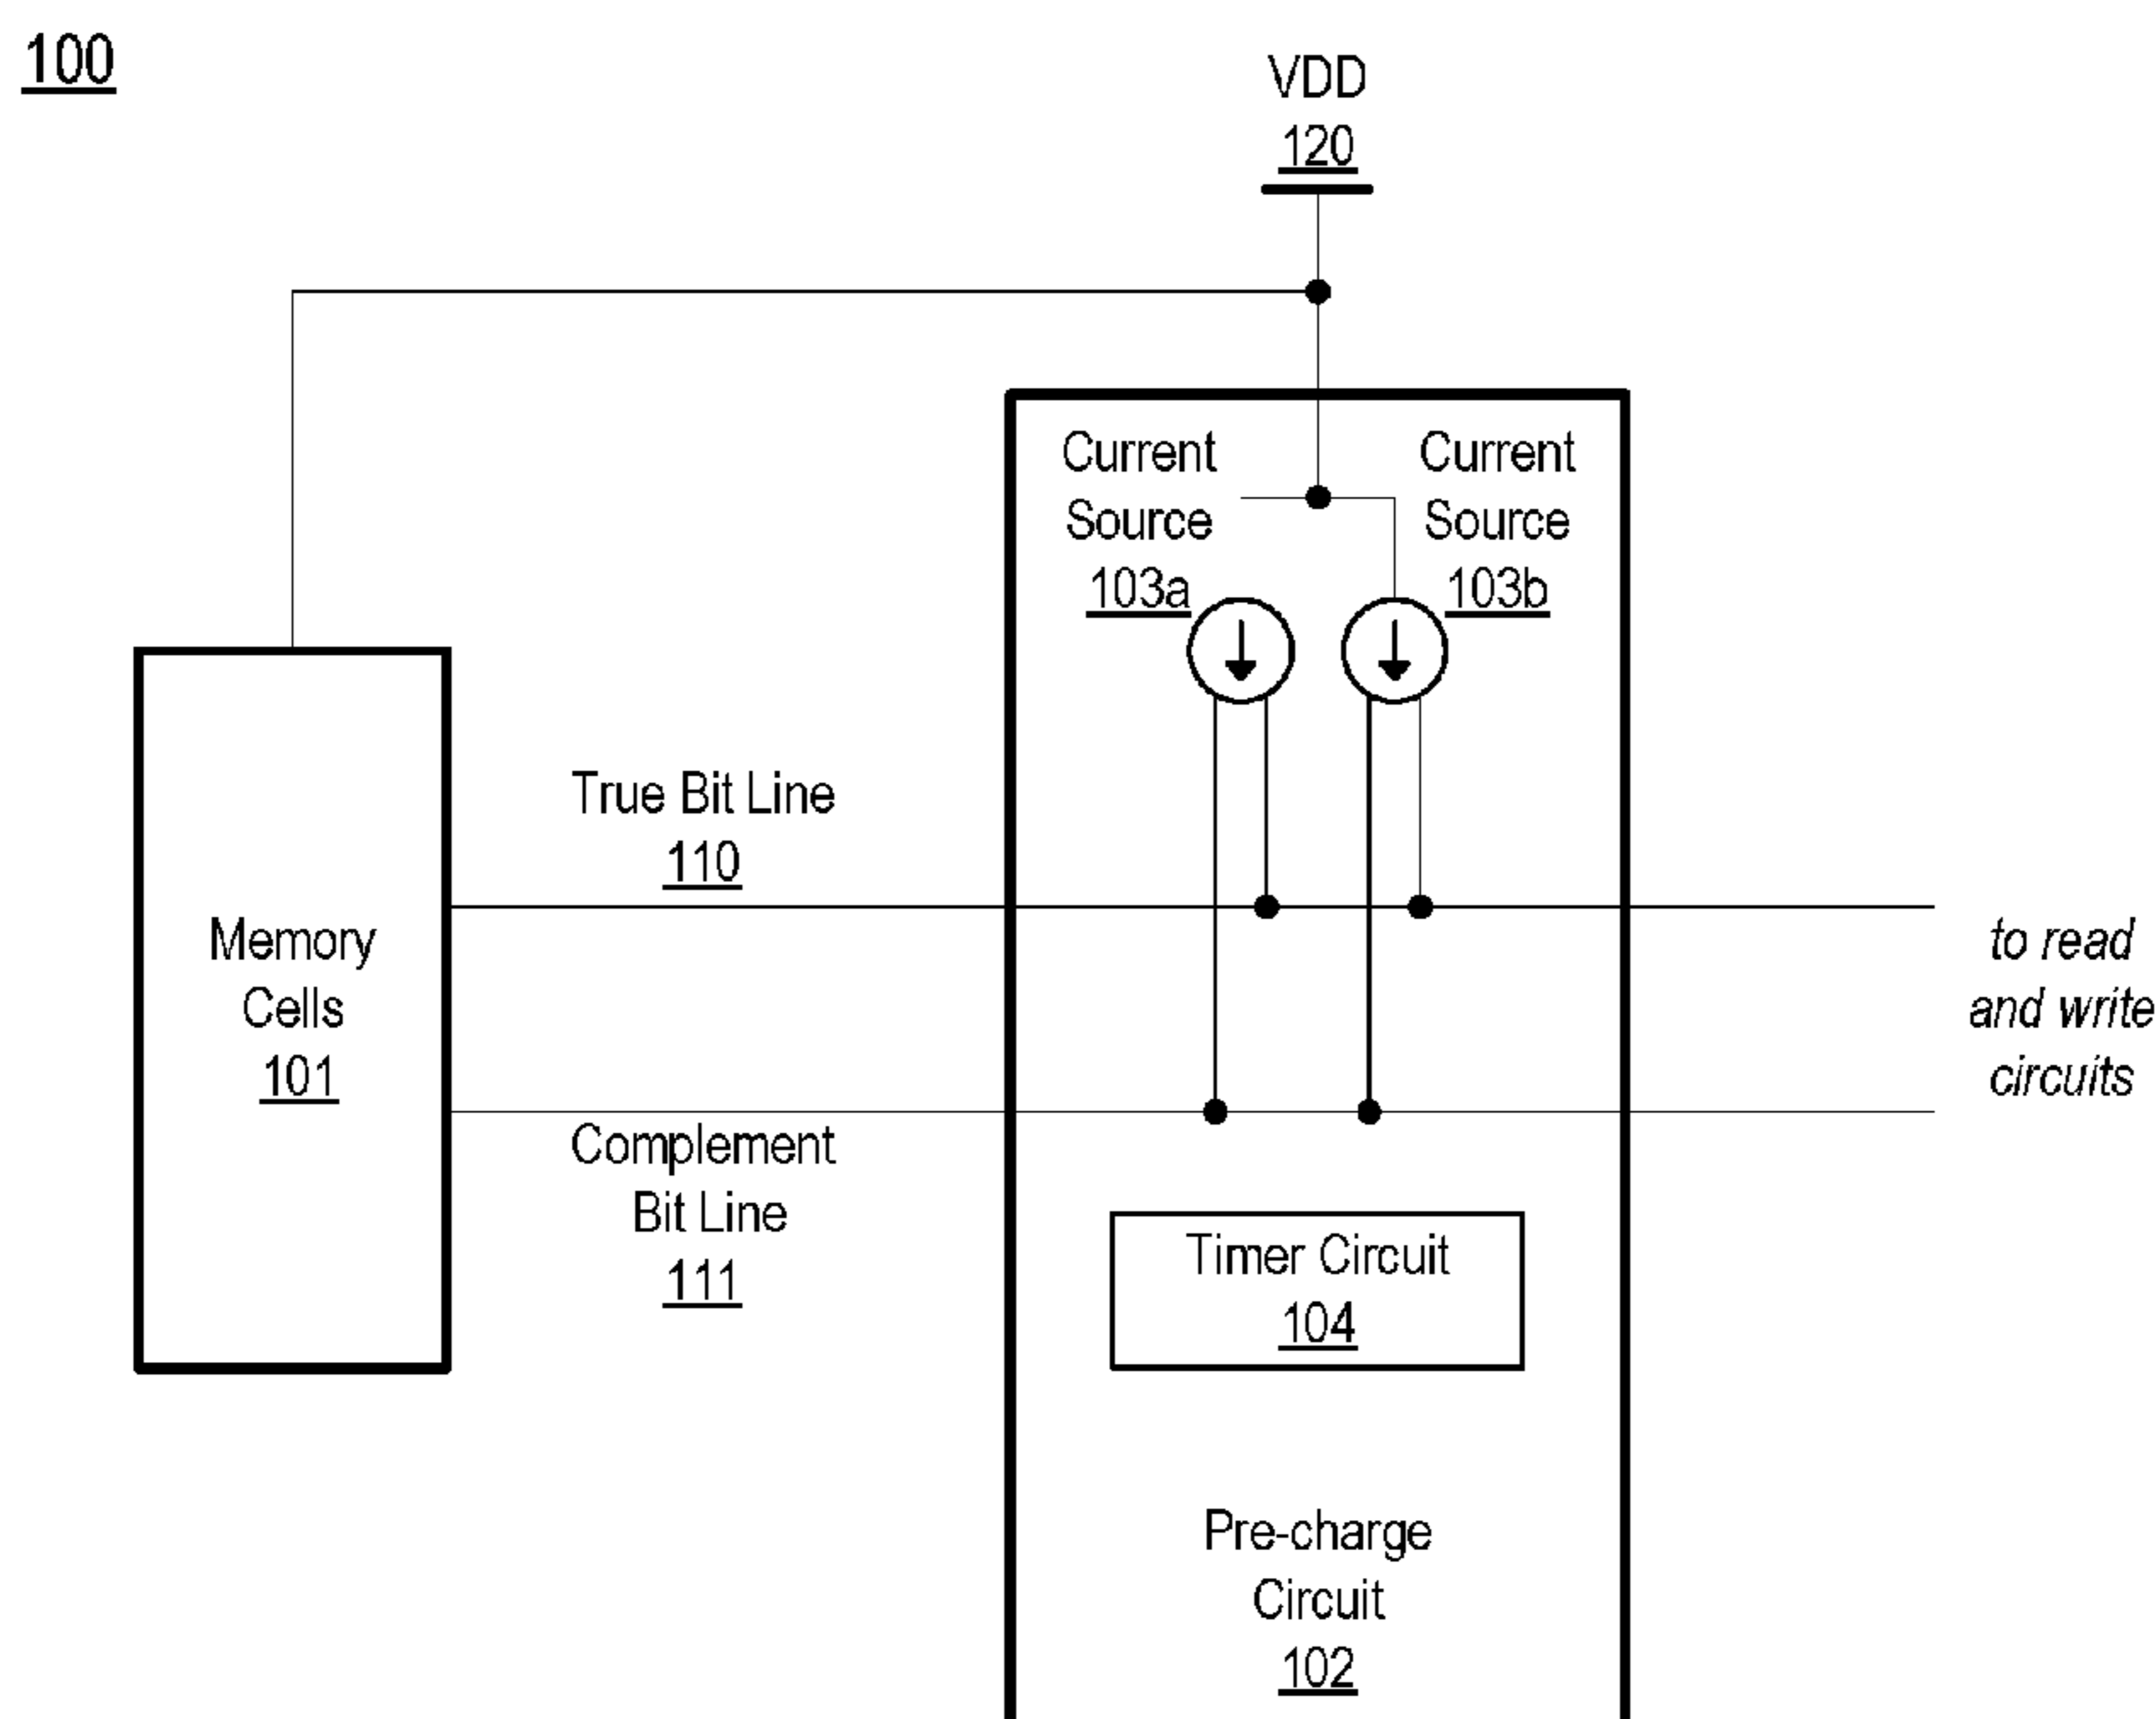 100
VDD
120
Current
Source
103a
Current
Source
103b
True Bit Line
110
Memory
Cells
101
to read
and write
circuits
Complement
Bit Line
111
Timer Circuit
104
Pre-charge
Circuit
102